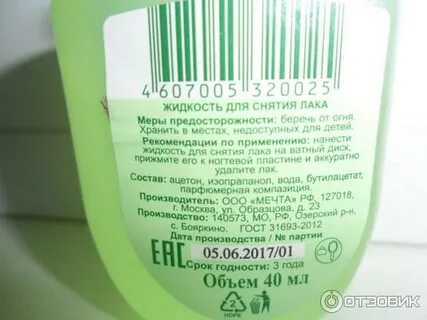 4 607005 320025
ЖИДКОСТЬ ДЛЯ СНЯТИЯ ЛАКА
Меры предосторожности: беречь от огня.
Хранить в местах, недоступных для детей.
Рекомендации по применению: нанести
жидкость для снятия лака на ватный диск,
прижмите его к ногтевой пластине и аккуратно
удалите лак.
Состав: ацетон, изопропанол, вода, бутилацетат,
парфюмерная композиция.
Производитель: ООО «МЕЧТА» РФ, 127018,
г. Москва, ул. Образцова, д. 23
Производство: 140573, МО, РФ, Озерский р-н,
с. Бояркино. ГОСТ 31693-2012
Дата производства / № партии
EAC
05.06.2017/01
Срок годности: 3 года
Объем 40 мл
2
HDPE
ОТЗОВИК